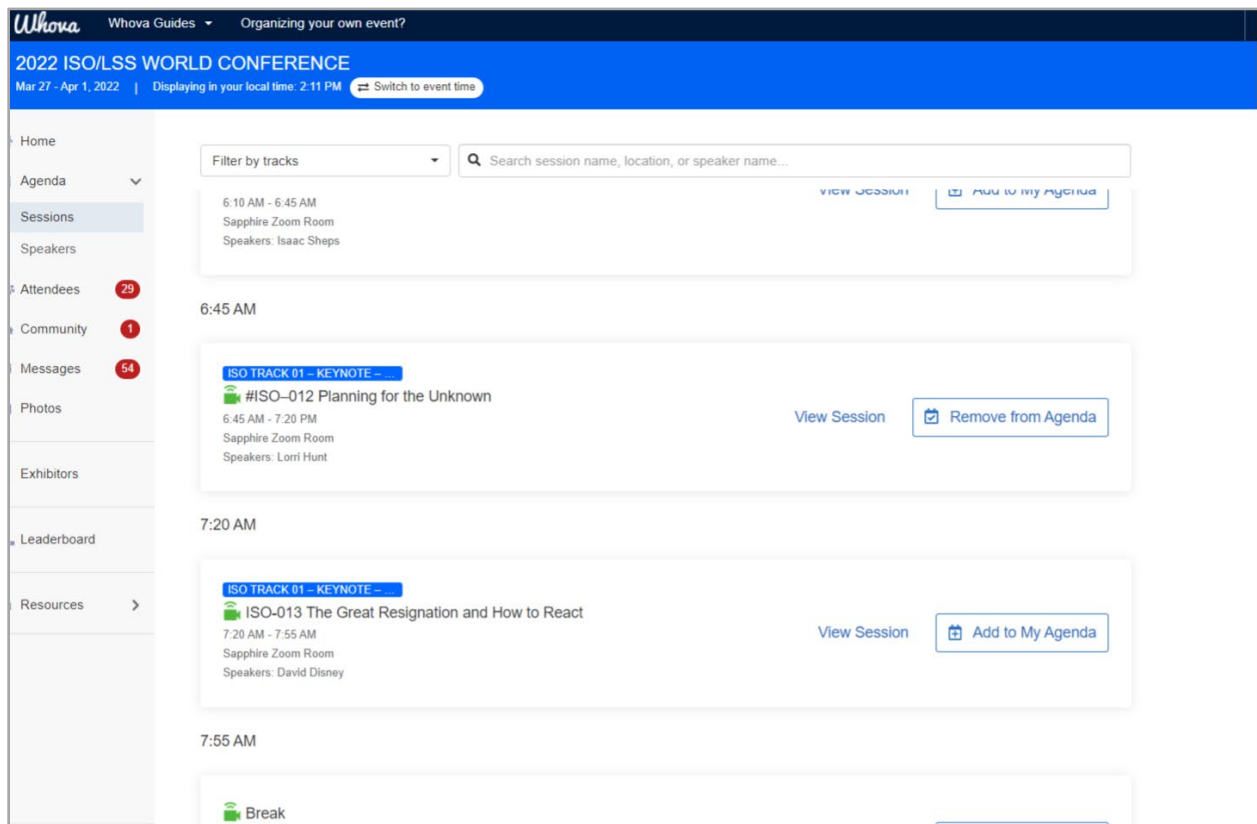 Whova Whova Guides Organizing your own event?
2022 ISO/LSS WORLD CONFERENCE
Mar 27 - Apr 1, 2022 | Displaying in your local time: 2:11 PM Switch to event time
Home
Agenda
Sessions
Speakers
Attendees 29
Community 1
Messages 54
Photos
Exhibitors
Leaderboard
Resources
Filter by tracks Search session name, location, or speaker name...
View Session Add to My Agenda
6:10 AM - 6:45 AM
Sapphire Zoom Room
Speakers: Isaac Sheps
6:45 AM
ISO TRACK 01 – KEYNOTE – ...
#ISO–012 Planning for the Unknown
6:45 AM - 7:20 PM
Sapphire Zoom Room
Speakers: Lorri Hunt
View Session Remove from Agenda
7:20 AM
ISO TRACK 01 – KEYNOTE – ...
ISO-013 The Great Resignation and How to React
7:20 AM - 7:55 AM
Sapphire Zoom Room
Speakers: David Disney
View Session Add to My Agenda
7:55 AM
Break